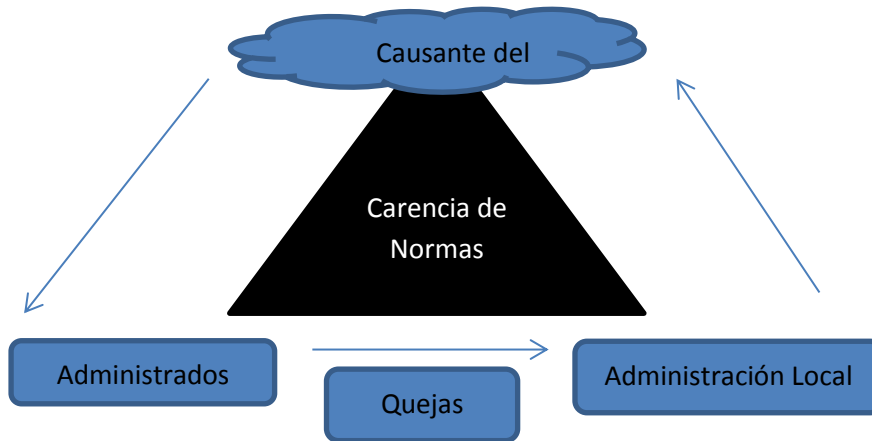 Causante del
Carencia de
Normas
Administrados
Quejas
Administración Local